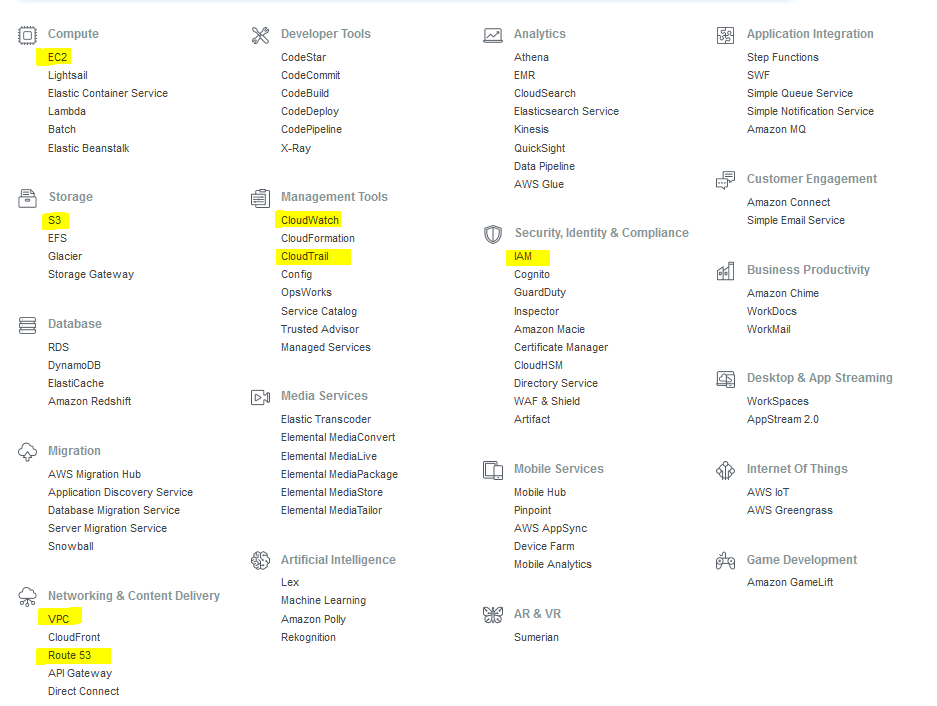 Compute
EC2
Lightsail
Elastic Container Service
Lambda
Batch
Elastic Beanstalk
Storage
S3
EFS
Glacier
Storage Gateway
Database
RDS
DynamoDB
ElastiCache
Amazon Redshift
Migration
AWS Migration Hub
Application Discovery Service
Database Migration Service
Server Migration Service
Snowball
Networking & Content Delivery
VPC
CloudFront
Route 53
API Gateway
Direct Connect
Developer Tools
CodeStar
CodeCommit
CodeBuild
CodeDeploy
CodePipeline
X-Ray
Management Tools
CloudWatch
CloudFormation
CloudTrail
Config
OpsWorks
Service Catalog
Trusted Advisor
Managed Services
Media Services
Elastic Transcoder
Elemental MediaConvert
Elemental MediaLive
Elemental MediaPackage
Elemental MediaStore
Elemental MediaTailor
Artificial Intelligence
Lex
Machine Learning
Amazon Polly
Rekognition
Analytics
Athena
EMR
CloudSearch
Elasticsearch Service
Kinesis
QuickSight
Data Pipeline
AWS Glue
Security, Identity & Compliance
IAM
Cognito
GuardDuty
Inspector
Amazon Macie
Certificate Manager
CloudHSM
Directory Service
WAF & Shield
Artifact
Mobile Services
Mobile Hub
Pinpoint
AWS AppSync
Device Farm
Mobile Analytics
AR & VR
Sumerian
Application Integration
Step Functions
SWF
Simple Queue Service
Simple Notification Service
Amazon MQ
Customer Engagement
Amazon Connect
Simple Email Service
Business Productivity
Amazon Chime
WorkDocs
WorkMail
Desktop & App Streaming
WorkSpaces
AppStream 2.0
Internet Of Things
AWS IoT
AWS Greengrass
Game Development
Amazon GameLift